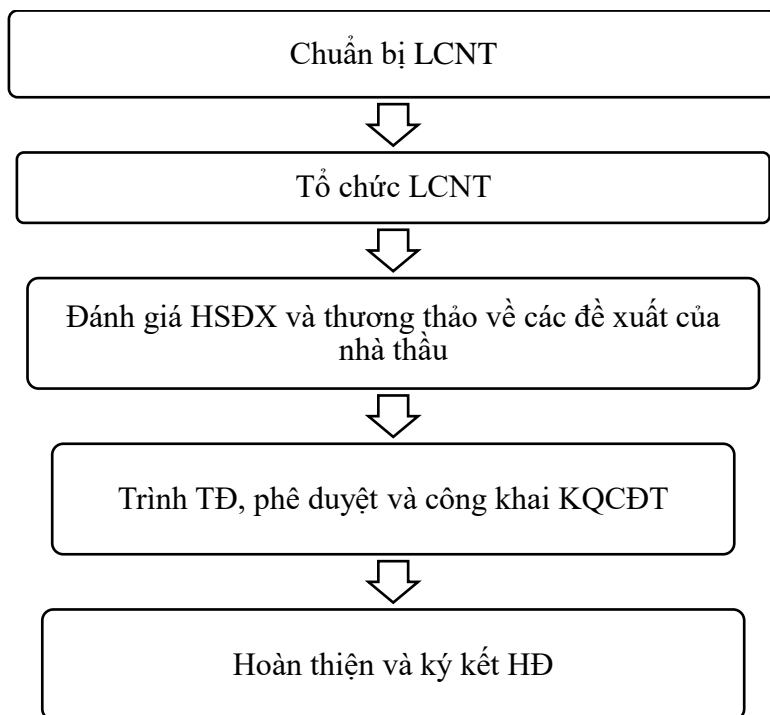 Chuẩn bị LCNT
Tổ chức LCNT
Đánh giá HSĐX và thương thảo về các đề xuất của
nhà thầu
Trình TĐ, phê duyệt và công khai KQCĐT
Hoàn thiện và ký kết HĐ